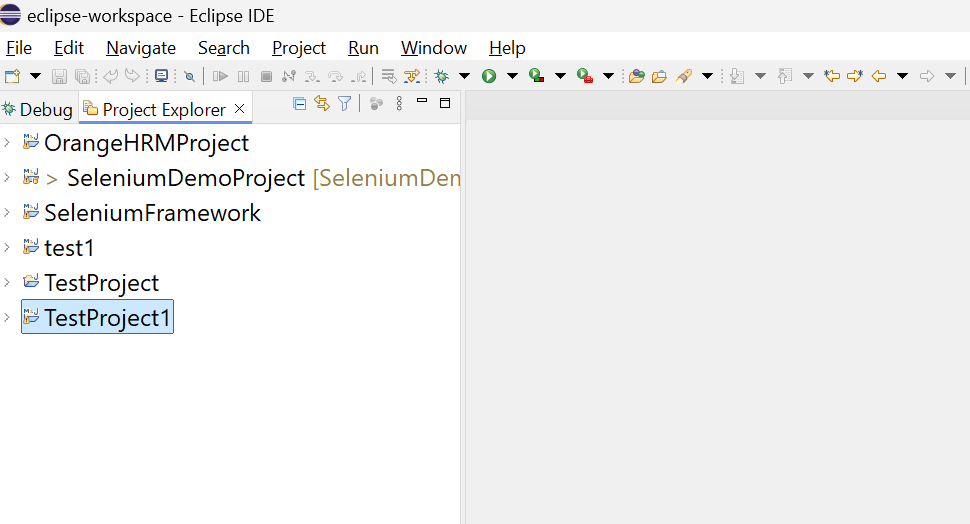 eclipse-workspace - Eclipse IDE
File Edit Navigate Search Project Run Window Help
Debug Project Explorer
OrangeHRMProject
> SeleniumDemoProject [SeleniumDem
SeleniumFramework
test1
TestProject
TestProject1